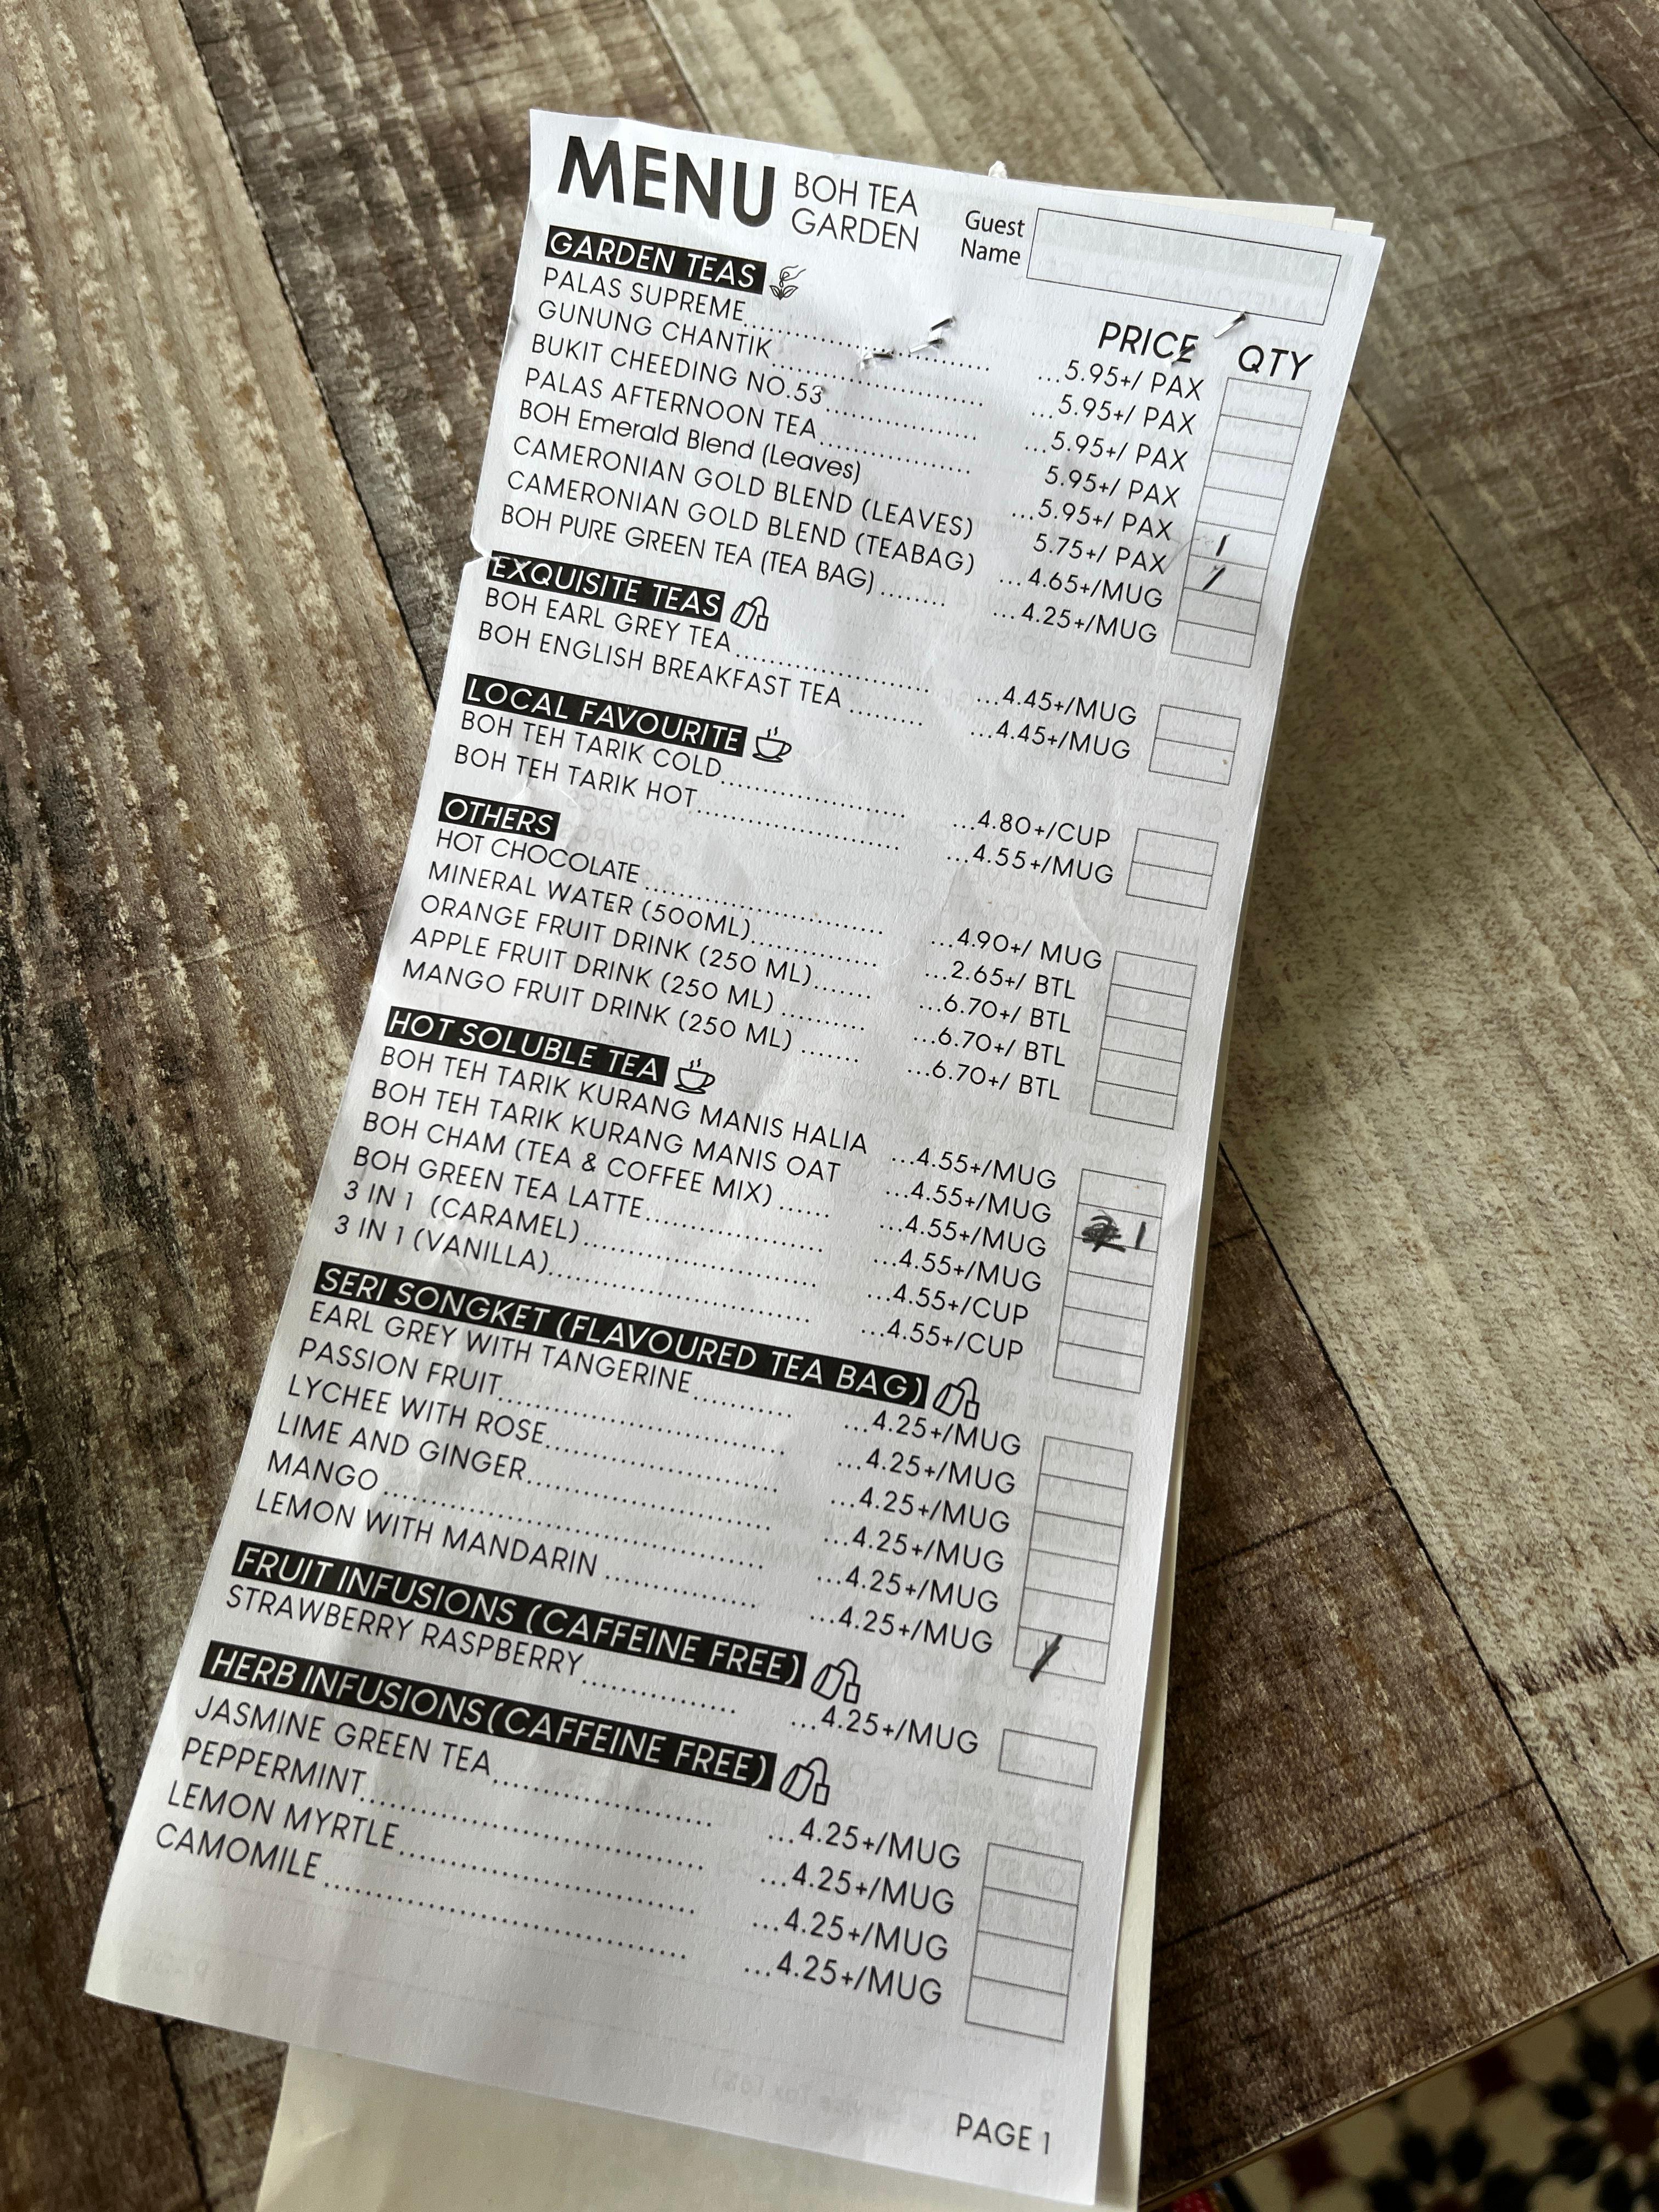 MENU BOH TEA GARDEN
Guest Name
PRICE QTY
GARDEN TEAS
PALAS SUPREME.......................5.95+/ PAX
GUNUNG CHANTIK.......................5.95+/ PAX
BUKIT CHEEDING NO.53.......................5.95+/ PAX
PALAS AFTERNOON TEA....................5.95+/ PAX
BOH Emerald Blend (Leaves) ...5.95+/ PAX
CAMERONIAN GOLD BLEND (LEAVES) 5.75+/ PAX 1
CAMERONIAN GOLD BLEND (TEABAG) ...4.65+/MUG /
BOH PURE GREEN TEA (TEA BAG)...........4.25+/MUG
EXQUISITE TEAS
BOH EARL GREY TEA.......................4.45+/MUG
BOH ENGLISH BREAKFAST TEA ............4.45+/MUG
LOCAL FAVOURITE
BOH TEH TARIK COLD.......................4.80+/CUP
BOH TEH TARIK HOT.......................4.55+/MUG
OTHERS
HOT CHOCOLATE.......................4.90+/ MUG
MINERAL WATER (500ML)..................2.65+/ BTL
ORANGE FRUIT DRINK (250 ML)..........6.70+/ BTL
APPLE FRUIT DRINK (250 ML) .............6.70+/ BTL
MANGO FRUIT DRINK (250 ML) ..........6.70+/ BTL
HOT SOLUBLE TEA
BOH TEH TARIK KURANG MANIS HALIA ...4.55+/MUG
BOH TEH TARIK KURANG MANIS OAT ...4.55+/MUG 1
BOH CHAM (TEA & COFFEE MIX) .........4.55+/MUG
BOH GREEN TEA LATTE.......................4.55+/MUG
3 IN 1 (CARAMEL).......................4.55+/CUP
3 IN 1 (VANILLA).......................4.55+/CUP
SERI SONGKET (FLAVOURED TEA BAG)
EARL GREY WITH TANGERINE..............4.25+/MUG
PASSION FRUIT.......................4.25+/MUG
LYCHEE WITH ROSE.......................4.25+/MUG
LIME AND GINGER.......................4.25+/MUG
MANGO.......................4.25+/MUG
LEMON WITH MANDARIN ..................4.25+/MUG /
FRUIT INFUSIONS (CAFFEINE FREE)
STRAWBERRY RASPBERRY....................4.25+/MUG
HERB INFUSIONS(CAFFEINE FREE)
JASMINE GREEN TEA.......................4.25+/MUG
PEPPERMINT.......................4.25+/MUG
LEMON MYRTLE.......................4.25+/MUG
CAMOMILE.......................4.25+/MUG
PAGE 1